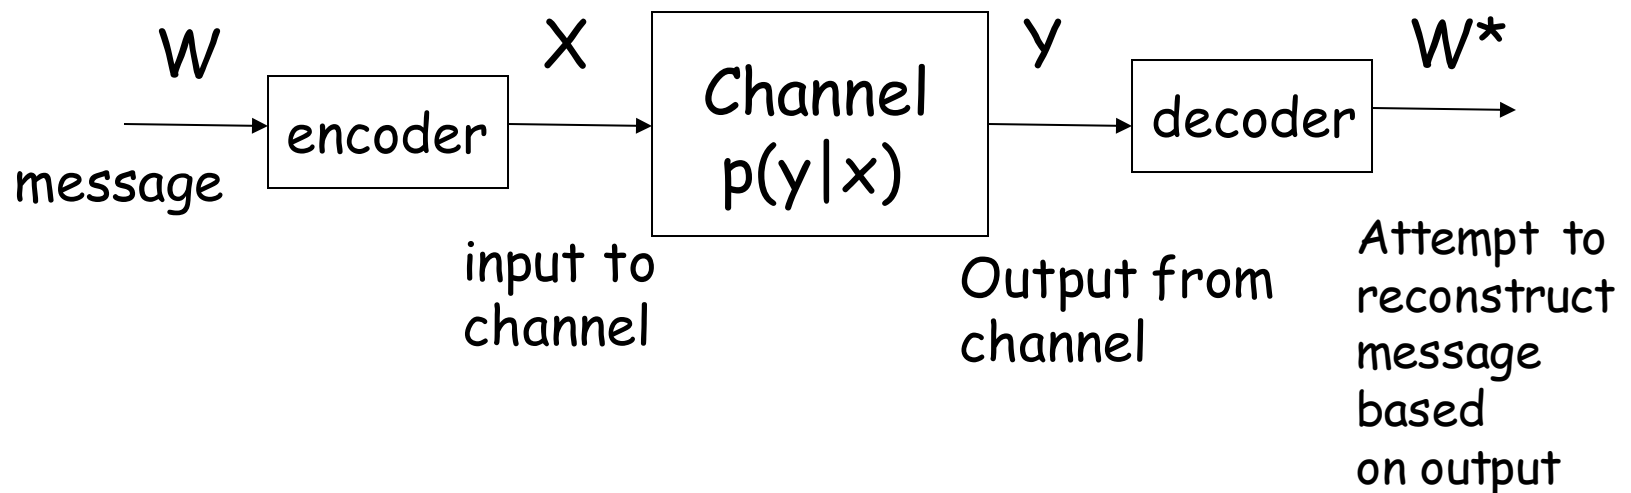 W
X
Y
W*
encoder
Channel
p(y|x)
decoder
message
input to
channel
Output from
channel
Attempt to
reconstruct
message
based
on output